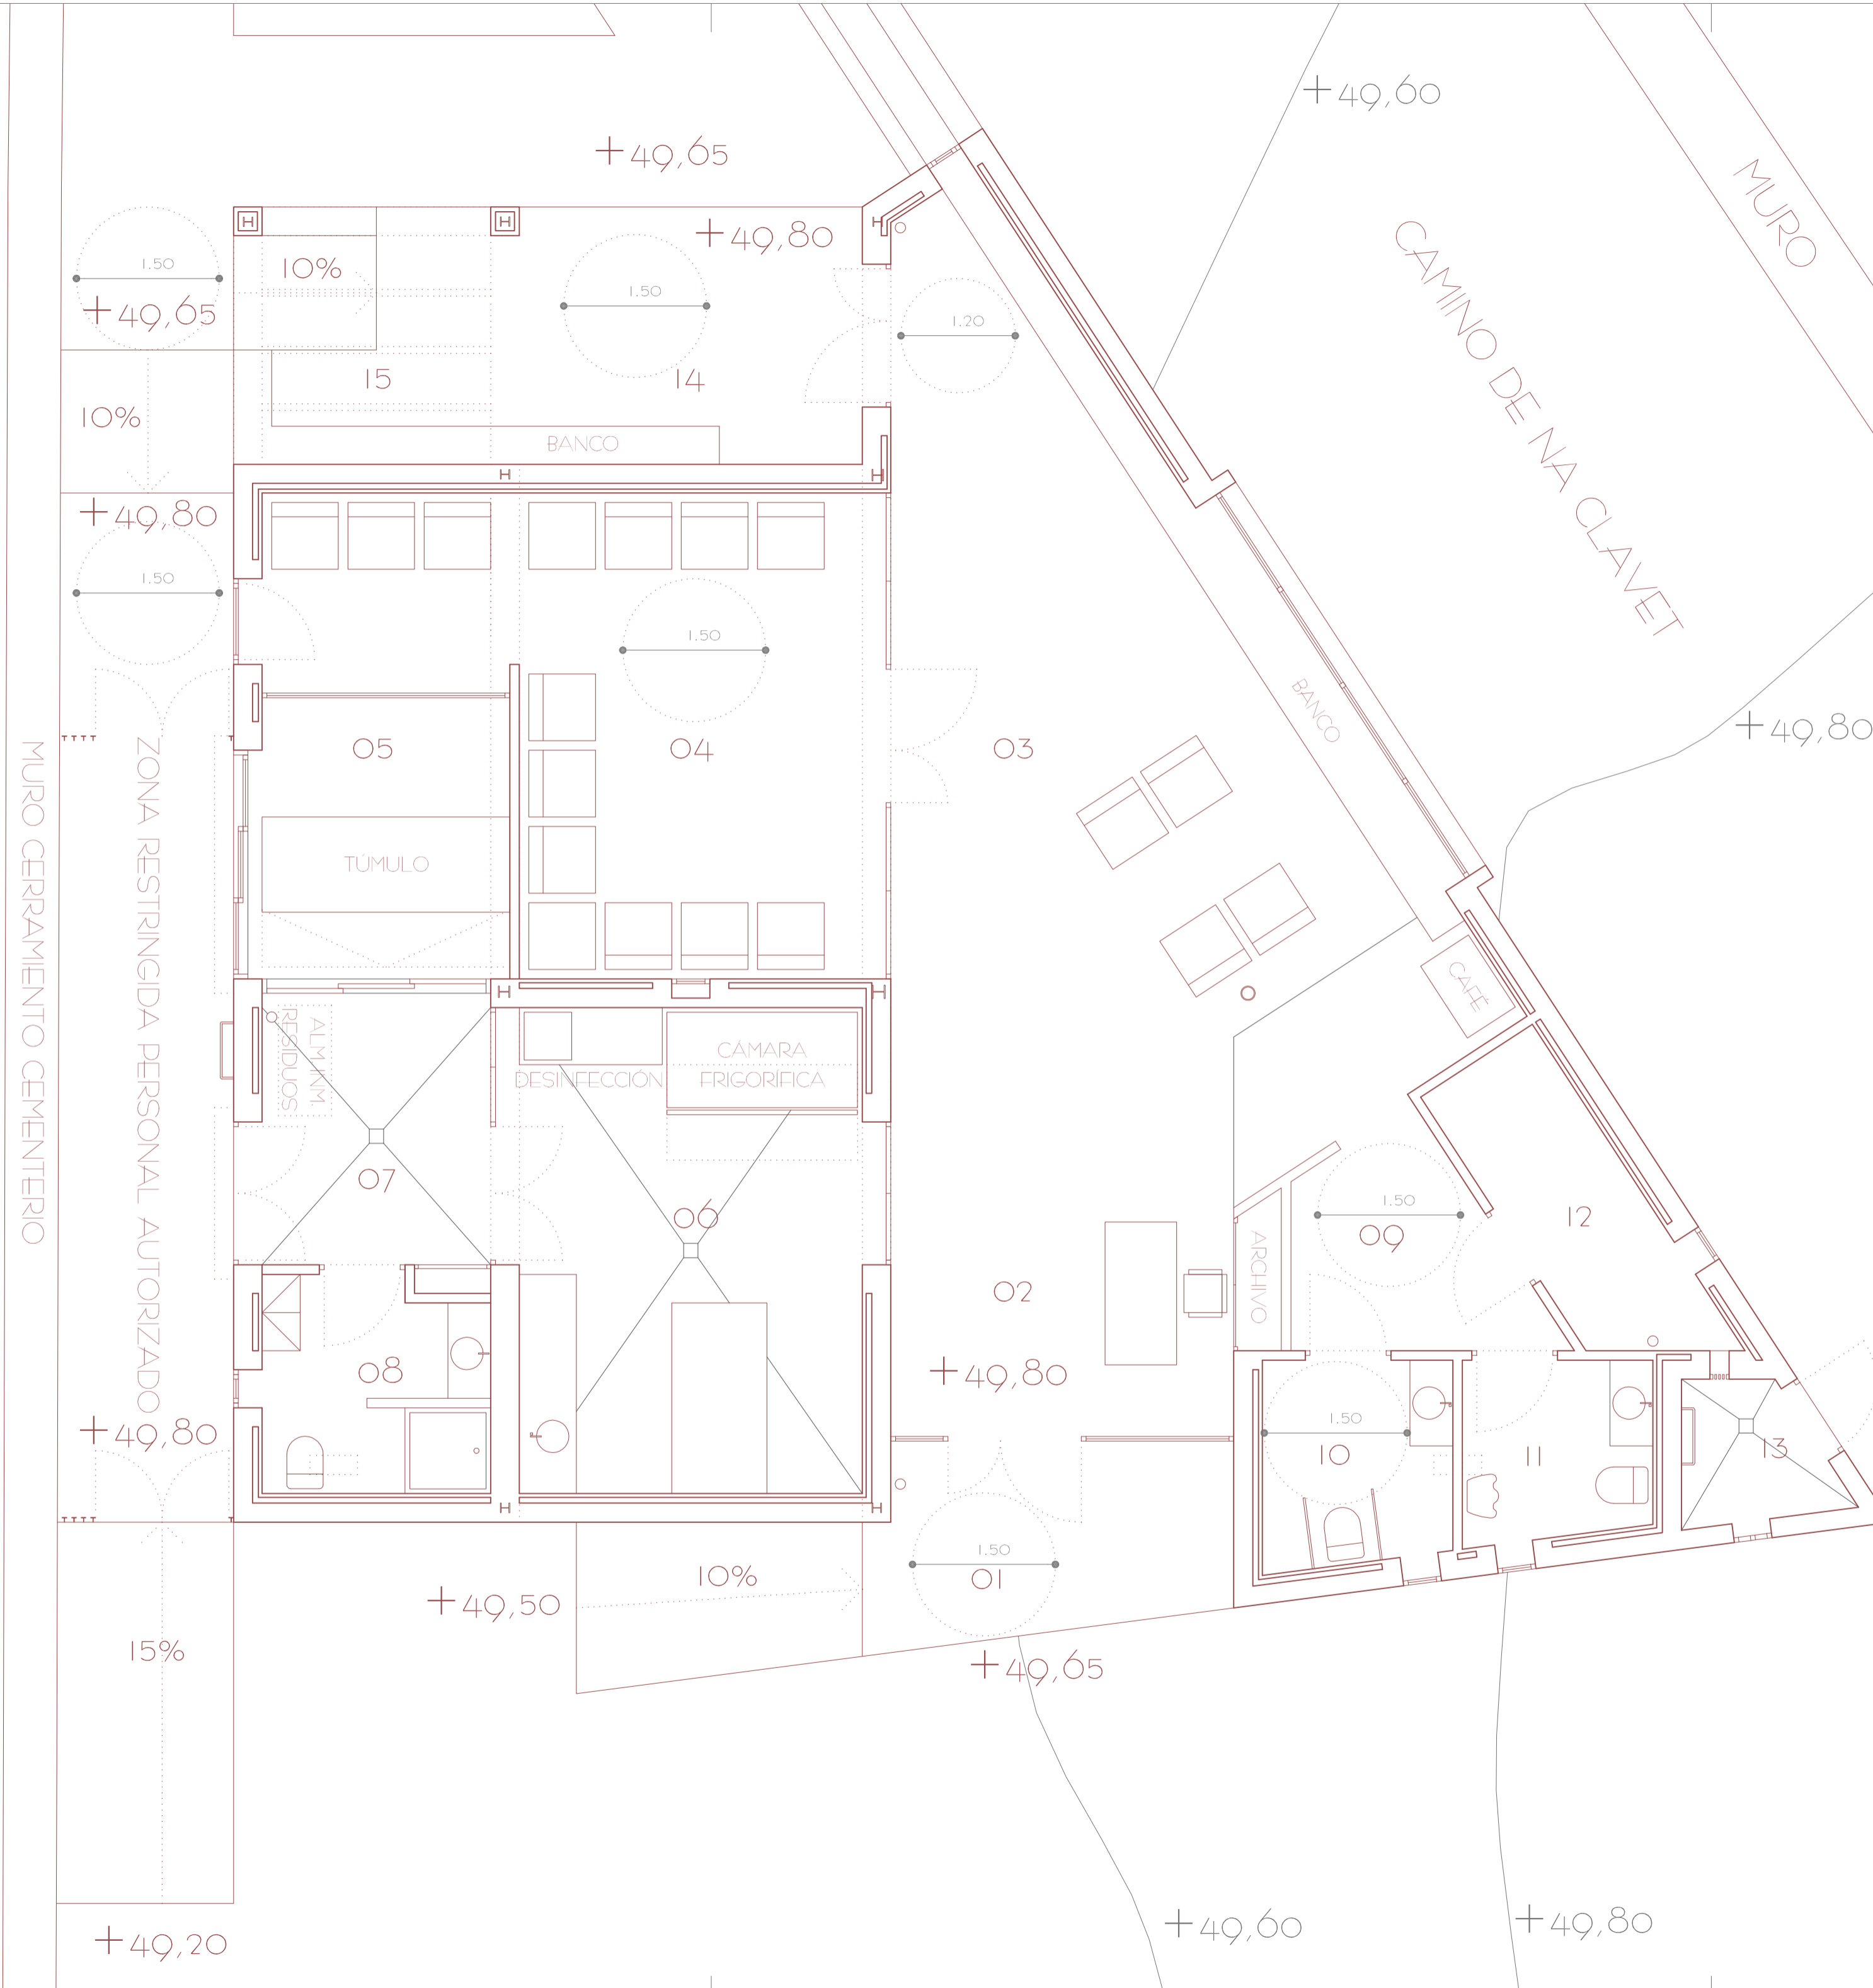 +49,60
+49,65
MURO
+49,80
CAMINO DE NA CLAVET
1.50
10%
1.50
+49,65
1.20
15
14
10%
BANCO
+49,80
1.50
1.50
BANCO
+49,80
05
04
03
MURO CERRAMIENTO CEMENTERIO
ZONA RESTRINGIDA PERSONAL AUTORIZADO
TÚMULO
CAFÉ
ALM. INM.
RESIDUOS
CÁMARA
FRIGORÍFICA
DESINFECCIÓN
07
06
1.50
09
12
ARCHIVO
02
08
+49,80
+49,80
1.50
10
11
13
1.50
01
10%
+49,50
15%
+49,65
+49,20
+49,60
+49,80